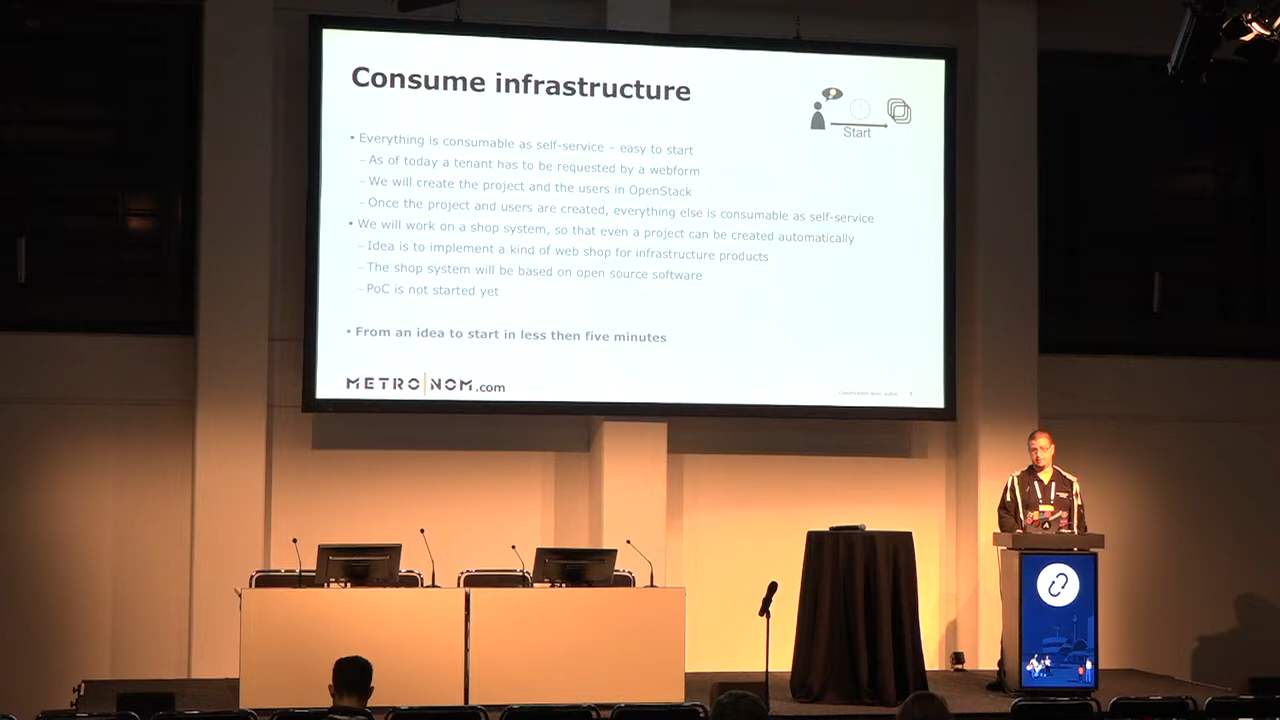 Consume infrastructure
Start
• Everything is consumable as self-service – easy to start
– As of today a tenant has to be requested by a webform
– We will create the project and the users in OpenStack
– Once the project and users are created, everything else is consumable as self-service
• We will work on a shop system, so that even a project can be created automatically
– Idea is to implement a kind of web shop for infrastructure products
– The shop system will be based on open source software
– PoC is not started yet
• From an idea to start in less then five minutes
METRO|NOM.com